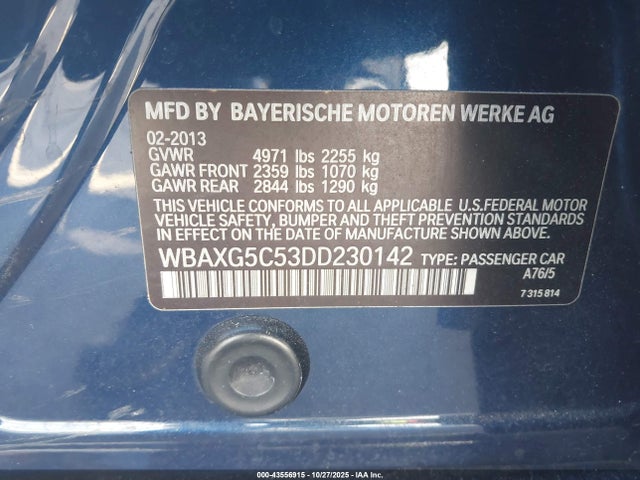 MFD BY BAYERISCHE MOTOREN WERKE AG
02-2013
GVWR 4971 lbs 2255 kg
GAWR FRONT 2359 lbs 1070 kg
GAWR REAR 2844 lbs 1290 kg
THIS VEHICLE CONFORMS TO ALL APPLICABLE U.S.FEDERAL MOTOR
VEHICLE SAFETY, BUMPER AND THEFT PREVENTION STANDARDS
IN EFFECT ON THE DATE OF MANUFACTURE SHOWN ABOVE.
WBAXG5C53DD230142 TYPE: PASSENGER CAR
A76/5
7 315 814
000-43556915 - 10/27/2025 - IAA Inc.